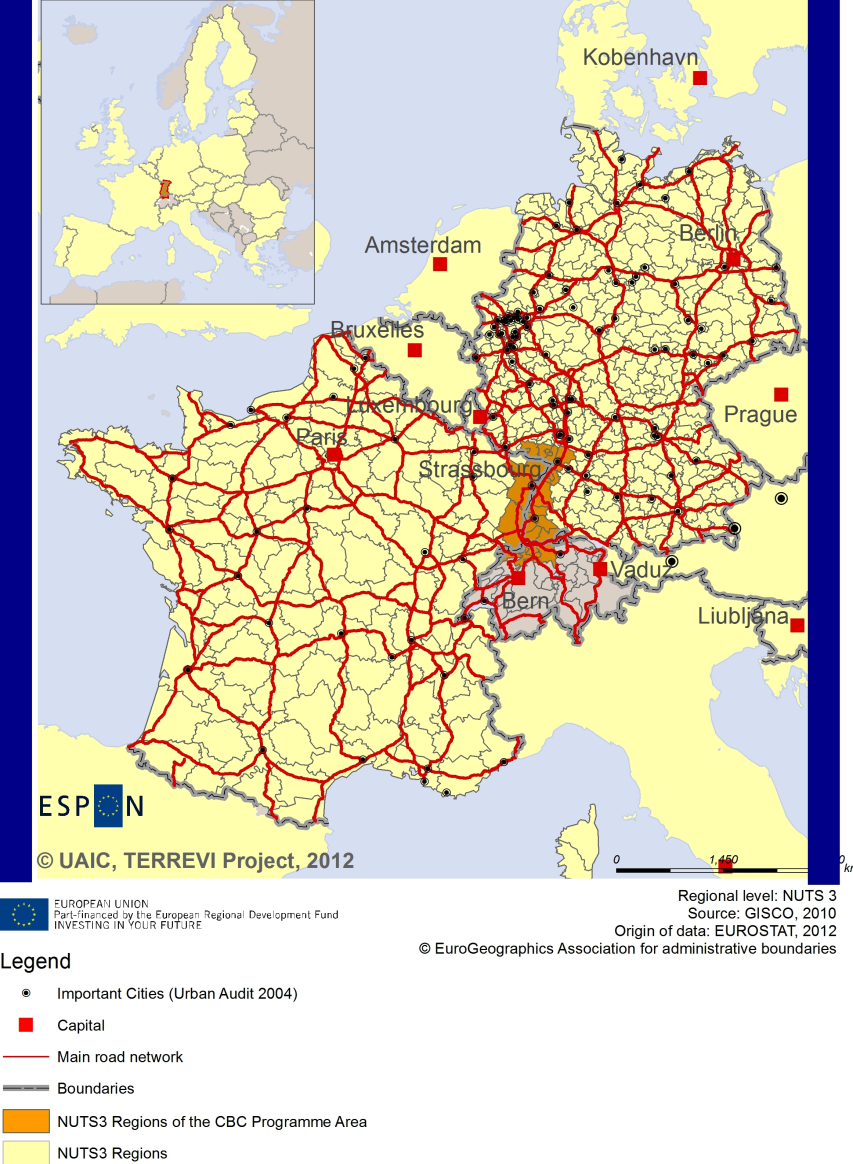 Kobenhavn
Berlin
Amsterdam
Bruxelles
Luxembourg
Prague
Paris
Strassbourg
Vaduz
Bern
Liubljana
ESPON
© UAIC, TERREVI Project, 2012
0 1,450 0
km
EUROPEAN UNION
Part-financed by the European Regional Development Fund
INVESTING IN YOUR FUTURE
Regional level: NUTS 3
Source: GISCO, 2010
Origin of data: EUROSTAT, 2012
© EuroGeographics Association for administrative boundaries
Legend
Important Cities (Urban Audit 2004)
Capital
Main road network
Boundaries
NUTS3 Regions of the CBC Programme Area
NUTS3 Regions